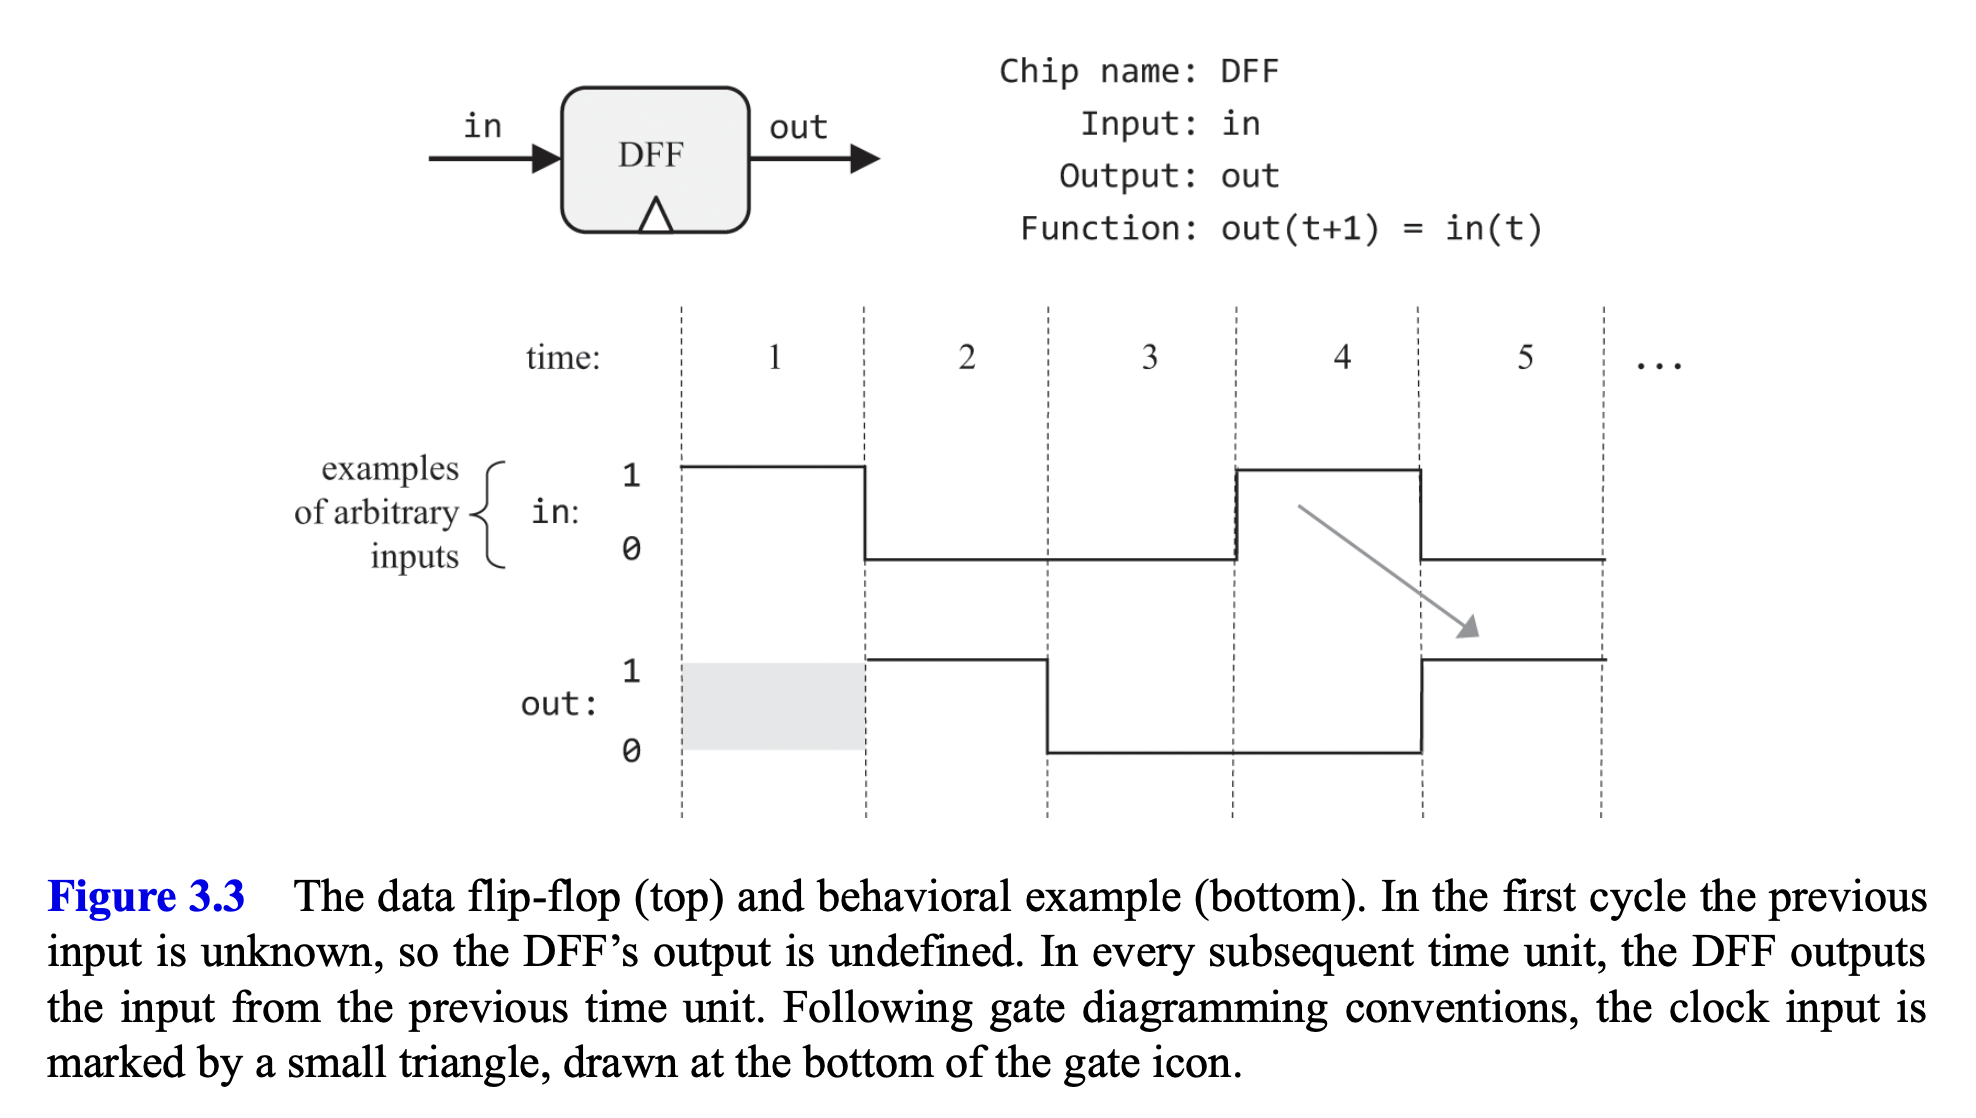 in
DFF
out
Chip name: DFF
Input: in
Output: out
Function: out(t+1) = in(t)
time: 1 2 3 4 5 ...
examples
of arbitrary
inputs
in:
1
0
out:
1
0
Figure 3.3 The data flip-flop (top) and behavioral example (bottom). In the first cycle the previous
input is unknown, so the DFF’s output is undefined. In every subsequent time unit, the DFF outputs
the input from the previous time unit. Following gate diagramming conventions, the clock input is
marked by a small triangle, drawn at the bottom of the gate icon.